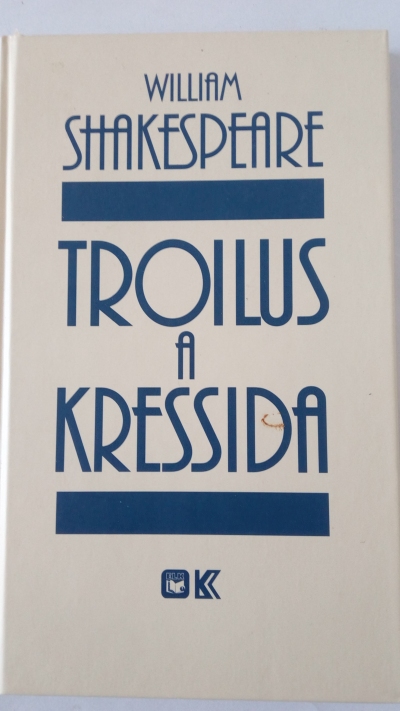 WILLIAM
SHAKESPEARE
TROILUS
A
KRESSIDA